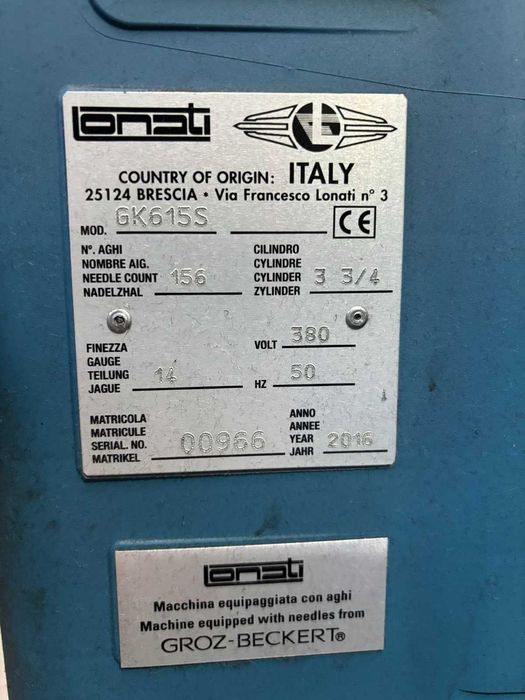 Lonati
COUNTRY OF ORIGIN: ITALY
25124 BRESCIA • Via Francesco Lonati n° 3
MOD. GK615S CE
N°. AGHI
NOMBRE AIG.
NEEDLE COUNT 156
NADELZHAL
CILINDRO
CYLINDRE
CYLINDER 3 3/4
ZYLINDER
FINEZZA
GAUGE
TEILUNG 14
JAGUE
VOLT 380
HZ 50
MATRICOLA
MATRICULE
SERIAL. NO. 00966
MATRIKEL
ANNO
ANNEE
YEAR 2016
JAHR
Lonati
Macchina equipaggiata con aghi
Machine equipped with needles from
GROZ-BECKERT®